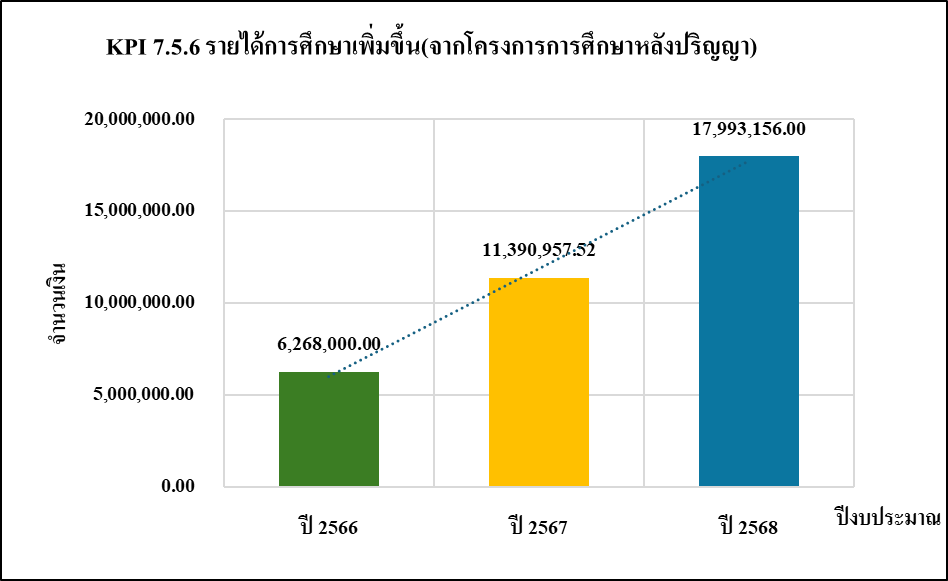 KPI 7.5.6 รายได้การศึกษาเพิ่มขึ้น(จากโครงการการศึกษาหลังปริญญา)
จำนวนเงิน
20,000,000.00
15,000,000.00
10,000,000.00
5,000,000.00
0.00
6,268,000.00
11,390,957.52
17,993,156.00
ปี 2566
ปี 2567
ปี 2568
ปีงบประมาณ